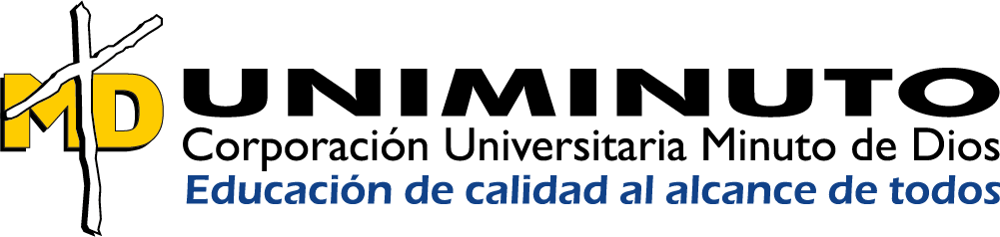 MD
UNIMINUTO
Corporación Universitaria Minuto de Dios
Educación de calidad al alcance de todos